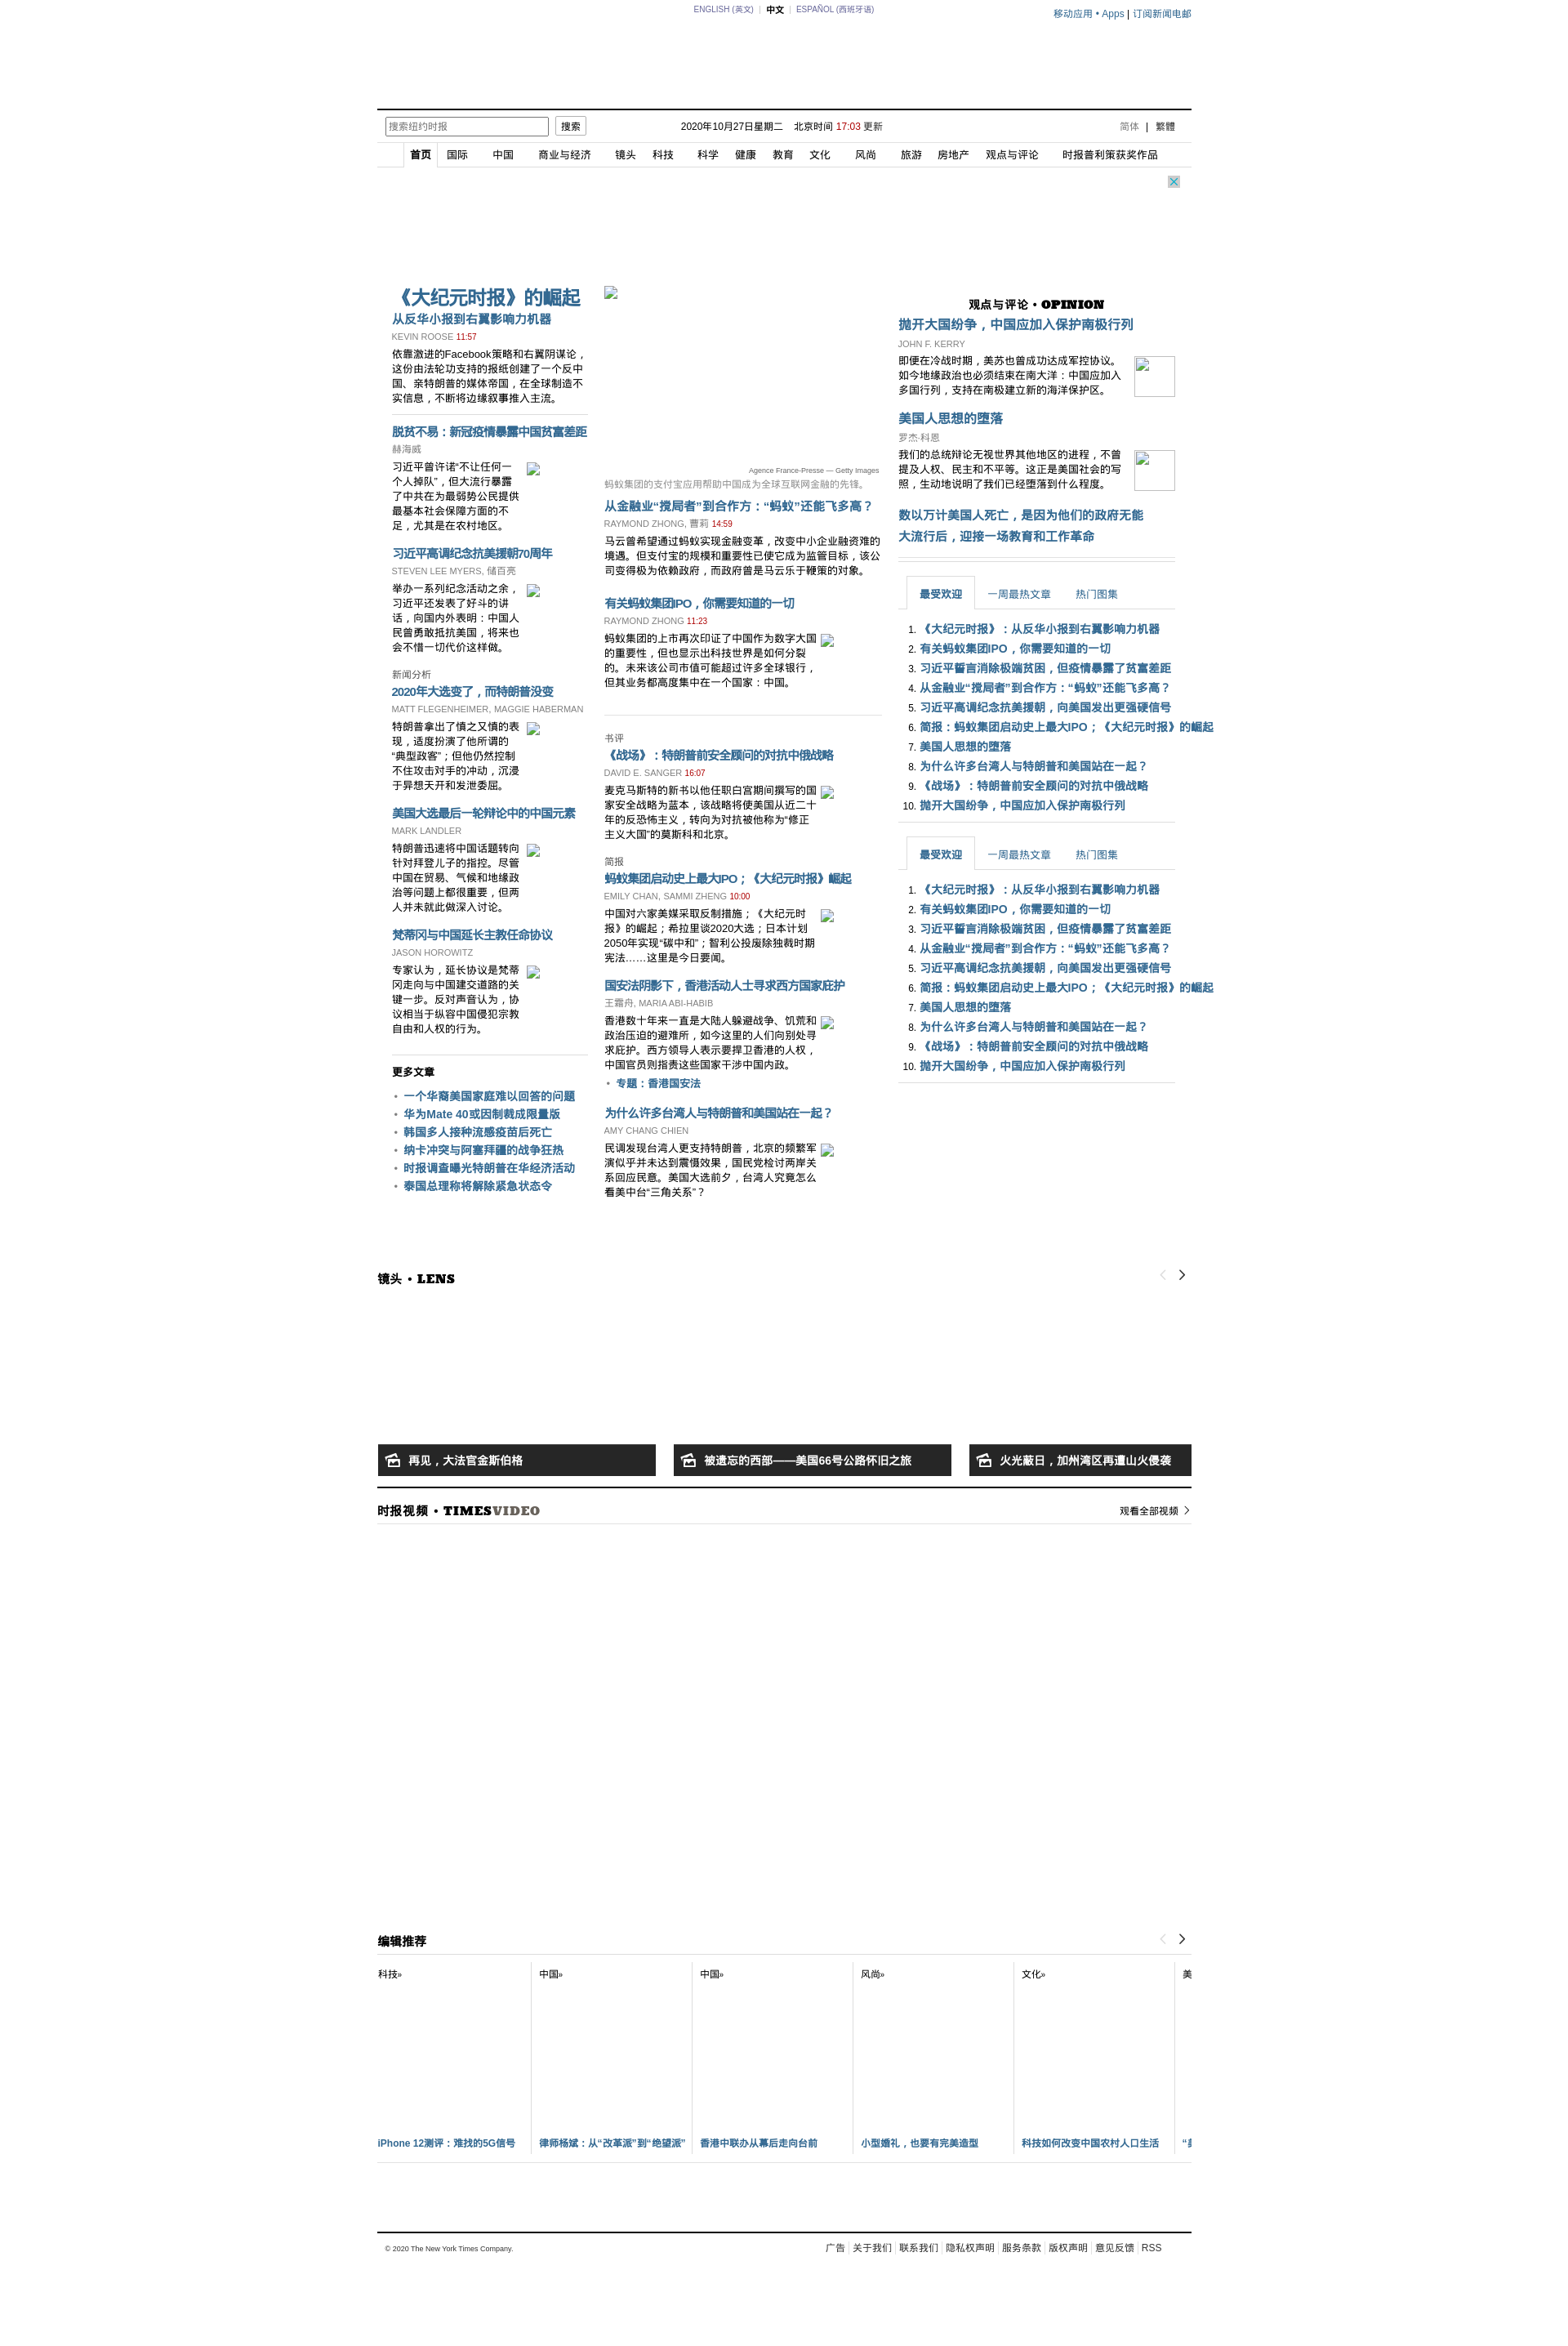 ENGLISH (英文) | 中文 | ESPAÑOL (西班牙语)
移动应用 • Apps | 订阅新闻电邮
搜索纽约时报 搜索 2020年10月27日星期二 北京时间 17:03 更新 简体 | 繁體
首页 国际 中国 商业与经济 镜头 科技 科学 健康 教育 文化 风尚 旅游 房地产 观点与评论 时报普利策获奖作品
《大纪元时报》的崛起
从反华小报到右翼影响力机器
KEVIN ROOSE 11:57
依靠激进的Facebook策略和右翼阴谋论，
这份由法轮功支持的报纸创建了一个反中
国、亲特朗普的媒体帝国，在全球制造不
实信息，不断将边缘叙事推入主流。
脱贫不易：新冠疫情暴露中国贫富差距
赫海威
习近平曾许诺“不让任何一
个人掉队”，但大流行暴露
了中共在为最弱势公民提供
最基本社会保障方面的不
足，尤其是在农村地区。
习近平高调纪念抗美援朝70周年
STEVEN LEE MYERS, 储百亮
举办一系列纪念活动之余，
习近平还发表了好斗的讲
话，向国内外表明：中国人
民曾勇敢抵抗美国，将来也
会不惜一切代价这样做。
新闻分析
2020年大选变了，而特朗普没变
MATT FLEGENHEIMER, MAGGIE HABERMAN
特朗普拿出了慎之又慎的表
现，适度扮演了他所谓的
“典型政客”；但他仍然控制
不住攻击对手的冲动，沉浸
于异想天开和发泄委屈。
美国大选最后一轮辩论中的中国元素
MARK LANDLER
特朗普迅速将中国话题转向
针对拜登儿子的指控。尽管
中国在贸易、气候和地缘政
治等问题上都很重要，但两
人并未就此做深入讨论。
梵蒂冈与中国延长主教任命协议
JASON HOROWITZ
专家认为，延长协议是梵蒂
冈走向与中国建交道路的关
键一步。反对声音认为，协
议相当于纵容中国侵犯宗教
自由和人权的行为。
更多文章
• 一个华裔美国家庭难以回答的问题
• 华为Mate 40或因制裁成限量版
• 韩国多人接种流感疫苗后死亡
• 纳卡冲突与阿塞拜疆的战争狂热
• 时报调查曝光特朗普在华经济活动
• 泰国总理称将解除紧急状态令
Agence France-Presse — Getty Images
蚂蚁集团的支付宝应用帮助中国成为全球互联网金融的先锋。
从金融业“搅局者”到合作方：“蚂蚁”还能飞多高？
RAYMOND ZHONG, 曹莉 14:59
马云曾希望通过蚂蚁实现金融变革，改变中小企业融资难的
境遇。但支付宝的规模和重要性已使它成为监管目标，该公
司变得极为依赖政府，而政府曾是马云乐于鞭策的对象。
有关蚂蚁集团IPO，你需要知道的一切
RAYMOND ZHONG 11:23
蚂蚁集团的上市再次印证了中国作为数字大国
的重要性，但也显示出科技世界是如何分裂
的。未来该公司市值可能超过许多全球银行，
但其业务都高度集中在一个国家：中国。
书评
《战场》：特朗普前安全顾问的对抗中俄战略
DAVID E. SANGER 16:07
麦克马斯特的新书以他任职白宫期间撰写的国
家安全战略为蓝本，该战略将使美国从近二十
年的反恐怖主义，转向为对抗被他称为“修正
主义大国”的莫斯科和北京。
简报
蚂蚁集团启动史上最大IPO；《大纪元时报》崛起
EMILY CHAN, SAMMI ZHENG 10:00
中国对六家美媒采取反制措施；《大纪元时
报》的崛起；希拉里谈2020大选；日本计划
2050年实现“碳中和”；智利公投废除独裁时期
宪法……这里是今日要闻。
国安法阴影下，香港活动人士寻求西方国家庇护
王霜舟, MARIA ABI-HABIB
香港数十年来一直是大陆人躲避战争、饥荒和
政治压迫的避难所，如今这里的人们向别处寻
求庇护。西方领导人表示要捍卫香港的人权，
中国官员则指责这些国家干涉中国内政。
• 专题：香港国安法
为什么许多台湾人与特朗普和美国站在一起？
AMY CHANG CHIEN
民调发现台湾人更支持特朗普，北京的频繁军
演似乎并未达到震慑效果，国民党检讨两岸关
系回应民意。美国大选前夕，台湾人究竟怎么
看美中台“三角关系”？
观点与评论 • OPINION
抛开大国纷争，中国应加入保护南极行列
JOHN F. KERRY
即便在冷战时期，美苏也曾成功达成军控协议。
如今地缘政治也必须结束在南大洋：中国应加入
多国行列，支持在南极建立新的海洋保护区。
美国人思想的堕落
罗杰·科恩
我们的总统辩论无视世界其他地区的进程，不曾
提及人权、民主和不平等。这正是美国社会的写
照，生动地说明了我们已经堕落到什么程度。
数以万计美国人死亡，是因为他们的政府无能
大流行后，迎接一场教育和工作革命
最受欢迎 一周最热文章 热门图集
1. 《大纪元时报》：从反华小报到右翼影响力机器
2. 有关蚂蚁集团IPO，你需要知道的一切
3. 习近平誓言消除极端贫困，但疫情暴露了贫富差距
4. 从金融业“搅局者”到合作方：“蚂蚁”还能飞多高？
5. 习近平高调纪念抗美援朝，向美国发出更强硬信号
6. 简报：蚂蚁集团启动史上最大IPO；《大纪元时报》的崛起
7. 美国人思想的堕落
8. 为什么许多台湾人与特朗普和美国站在一起？
9. 《战场》：特朗普前安全顾问的对抗中俄战略
10. 抛开大国纷争，中国应加入保护南极行列
最受欢迎 一周最热文章 热门图集
1. 《大纪元时报》：从反华小报到右翼影响力机器
2. 有关蚂蚁集团IPO，你需要知道的一切
3. 习近平誓言消除极端贫困，但疫情暴露了贫富差距
4. 从金融业“搅局者”到合作方：“蚂蚁”还能飞多高？
5. 习近平高调纪念抗美援朝，向美国发出更强硬信号
6. 简报：蚂蚁集团启动史上最大IPO；《大纪元时报》的崛起
7. 美国人思想的堕落
8. 为什么许多台湾人与特朗普和美国站在一起？
9. 《战场》：特朗普前安全顾问的对抗中俄战略
10. 抛开大国纷争，中国应加入保护南极行列
镜头 • LENS
再见，大法官金斯伯格 被遗忘的西部——美国66号公路怀旧之旅 火光蔽日，加州湾区再遭山火侵袭
时报视频 • TIMESVIDEO 观看全部视频
编辑推荐
科技» 中国» 中国» 风尚» 文化» 美
iPhone 12测评：难找的5G信号 律师杨斌：从“改革派”到“绝望派” 香港中联办从幕后走向台前 小型婚礼，也要有完美造型 科技如何改变中国农村人口生活
© 2020 The New York Times Company.
广告 关于我们 联系我们 隐私权声明 服务条款 版权声明 意见反馈 RSS